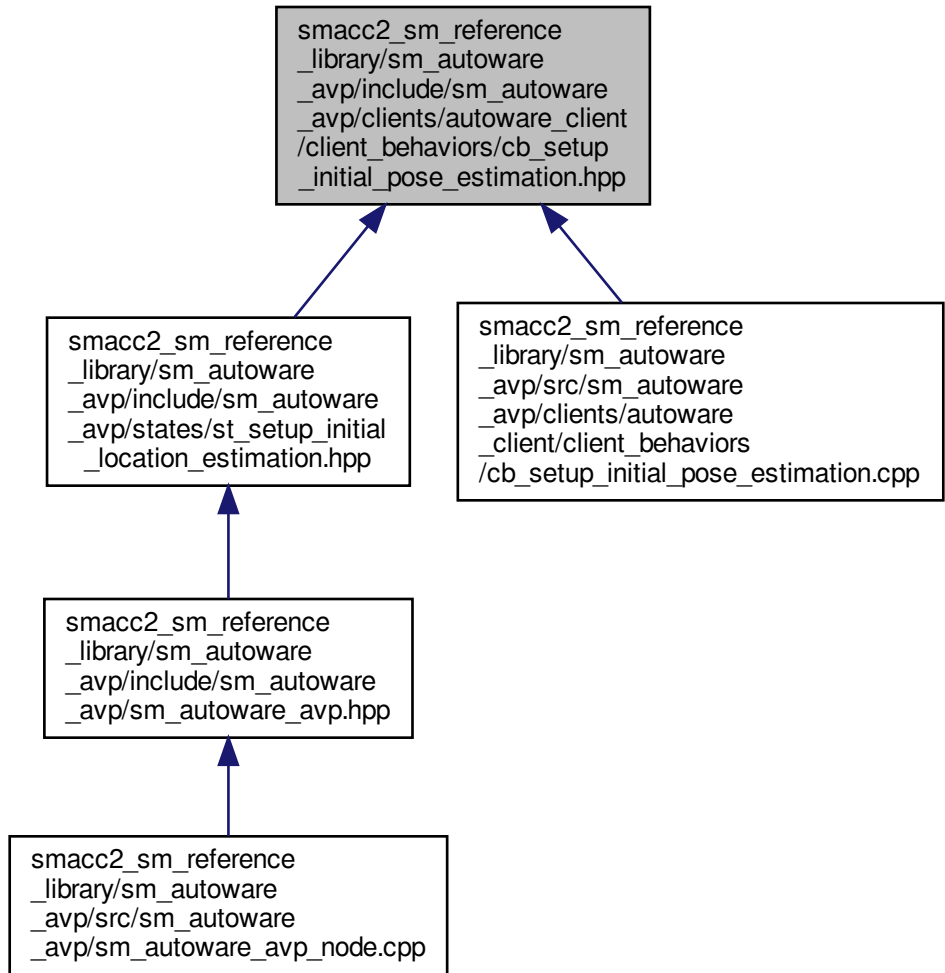 smacc2_sm_reference
_library/sm_autoware
_avp/include/sm_autoware
_avp/clients/autoware_client
/client_behaviors/cb_setup
_initial_pose_estimation.hpp
smacc2_sm_reference
_library/sm_autoware
_avp/include/sm_autoware
_avp/states/st_setup_initial
_location_estimation.hpp
smacc2_sm_reference
_library/sm_autoware
_avp/src/sm_autoware
_avp/clients/autoware
_client/client_behaviors
/cb_setup_initial_pose_estimation.cpp
smacc2_sm_reference
_library/sm_autoware
_avp/include/sm_autoware
_avp/sm_autoware_avp.hpp
smacc2_sm_reference
_library/sm_autoware
_avp/src/sm_autoware
_avp/sm_autoware_avp_node.cpp